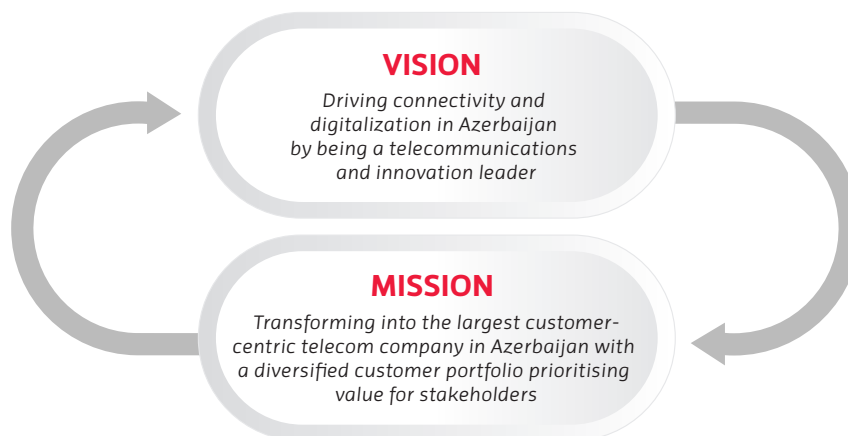 VISION
Driving connectivity and
digitalization in Azerbaijan
by being a telecommunications
and innovation leader
MISSION
Transforming into the largest customer-
centric telecom company in Azerbaijan with
a diversified customer portfolio prioritising
value for stakeholders